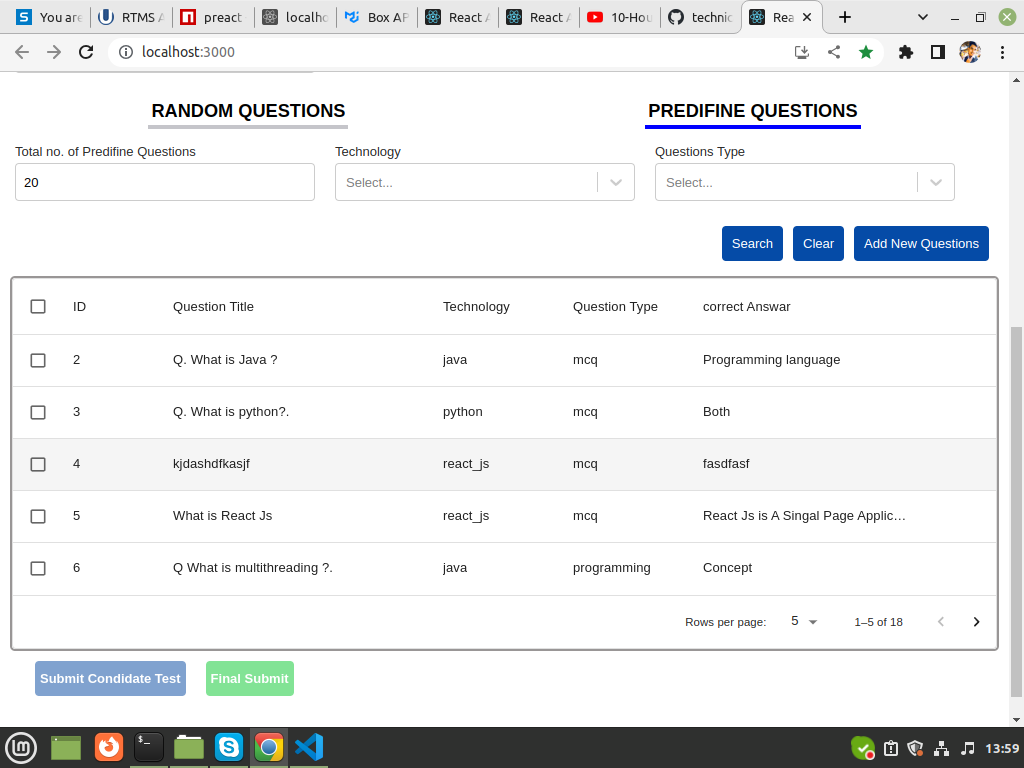 You are
RTMS A
preact
localho
Box AP
React A
React A
10-Hou
technic
Rea
localhost:3000
RANDOM QUESTIONS PREDIFINE QUESTIONS
Total no. of Predifine Questions Technology Questions Type
20 Select... Select...
Search Clear Add New Questions
ID Question Title Technology Question Type correct Answar
2 Q. What is Java ? java mcq Programming language
3 Q. What is python?. python mcq Both
4 kjdashdfkasjf react_js mcq fasdfasf
5 What is React Js react_js mcq React Js is A Singal Page Applic…
6 Q What is multithreading ?. java programming Concept
Rows per page: 5 1–5 of 18
Submit Condidate Test Final Submit
13:59